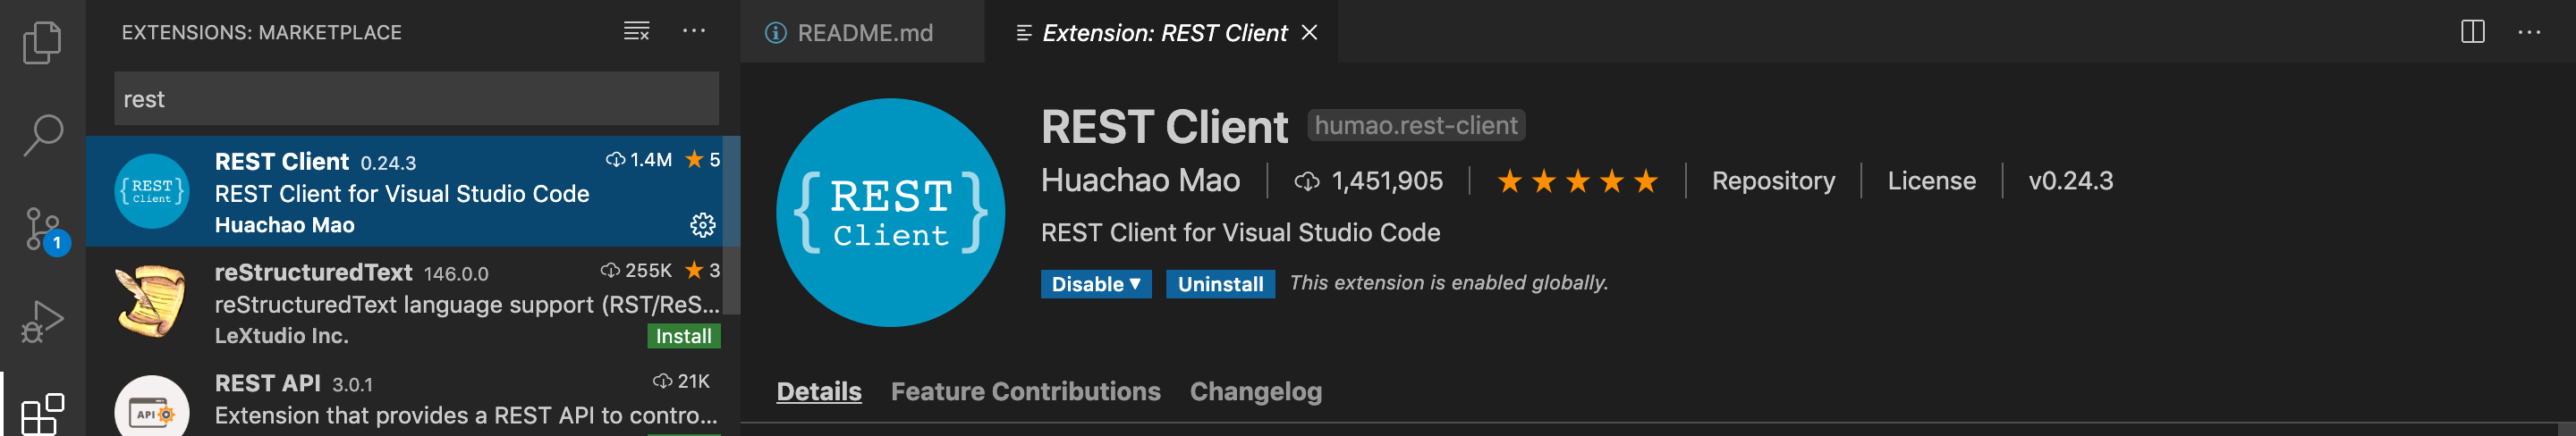 EXTENSIONS: MARKETPLACE
rest
REST Client 0.24.3 1.4M 5
REST Client for Visual Studio Code
Huachao Mao
1
reStructuredText 146.0.0 255K 3
reStructuredText language support (RST/ReS...
LeXtudio Inc. Install
REST API 3.0.1 21K
Extension that provides a REST API to contro...
{REST
Client}
API
README.md
Extension: REST Client
{REST
Client}
REST Client humao.rest-client
Huachao Mao 1,451,905 Repository License v0.24.3
REST Client for Visual Studio Code
Disable Uninstall This extension is enabled globally.
Details Feature Contributions Changelog